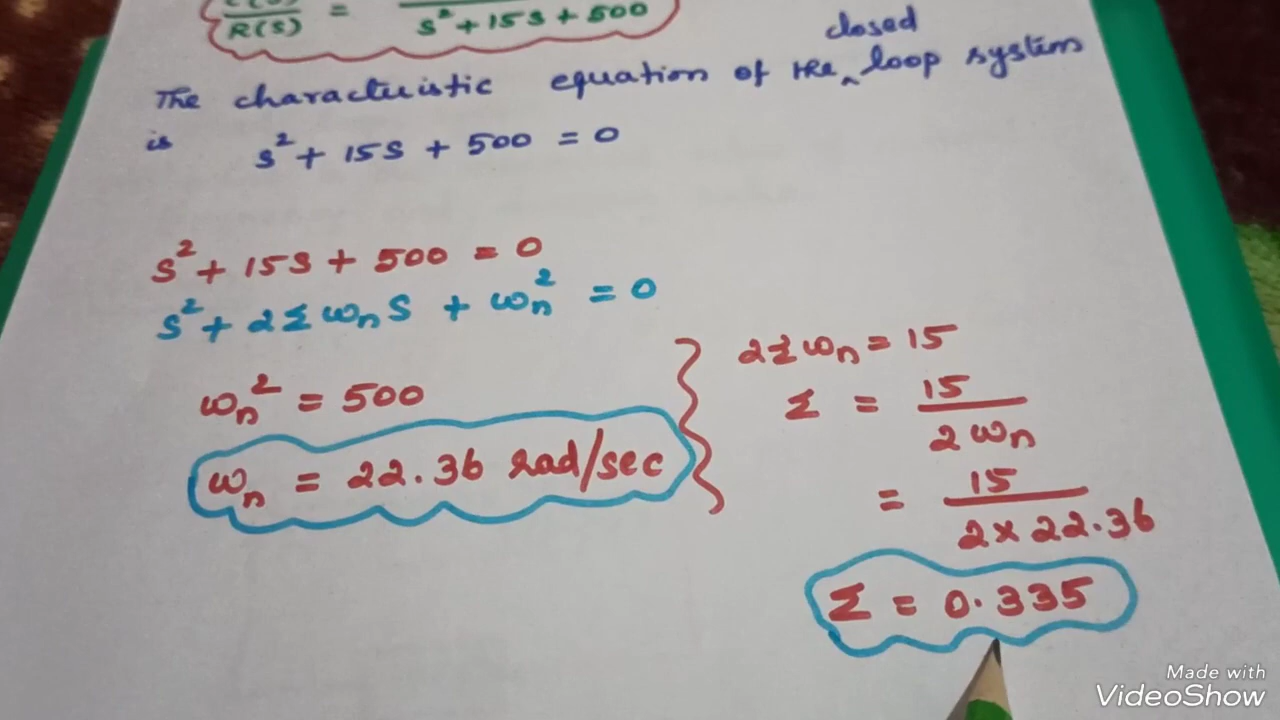 R(S) = s² + 15s + 500
closed
The characteristic equation of the ^ loop system
is s² + 15s + 500 = 0
s² + 15s + 500 = 0
s² + 2Σωₙs + ωₙ² = 0
ωₙ² = 500
ωₙ = 22.36 rad/sec
2Σωₙ = 15
Σ = 15
2ωₙ
= 15
2 × 22.36
Σ = 0.335
Made with
VideoShow